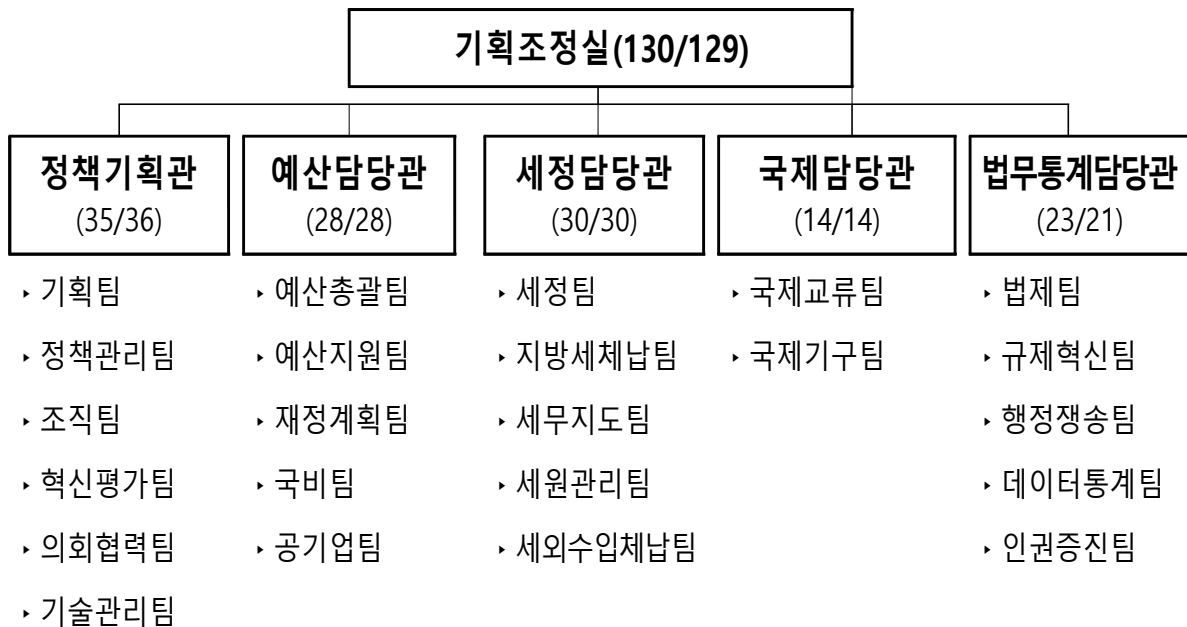 기획조정실(130/129)
정책기획관
(35/36)
‣ 기획팀
‣ 정책관리팀
‣ 조직팀
‣ 혁신평가팀
‣ 의회협력팀
‣ 기술관리팀
예산담당관
(28/28)
‣ 예산총괄팀
‣ 예산지원팀
‣ 재정계획팀
‣ 국비팀
‣ 공기업팀
세정담당관
(30/30)
‣ 세정팀
‣ 지방세체납팀
‣ 세무지도팀
‣ 세원관리팀
‣ 세외수입체납팀
국제담당관
(14/14)
‣ 국제교류팀
‣ 국제기구팀
법무통계담당관
(23/21)
‣ 법제팀
‣ 규제혁신팀
‣ 행정쟁송팀
‣ 데이터통계팀
‣ 인권증진팀